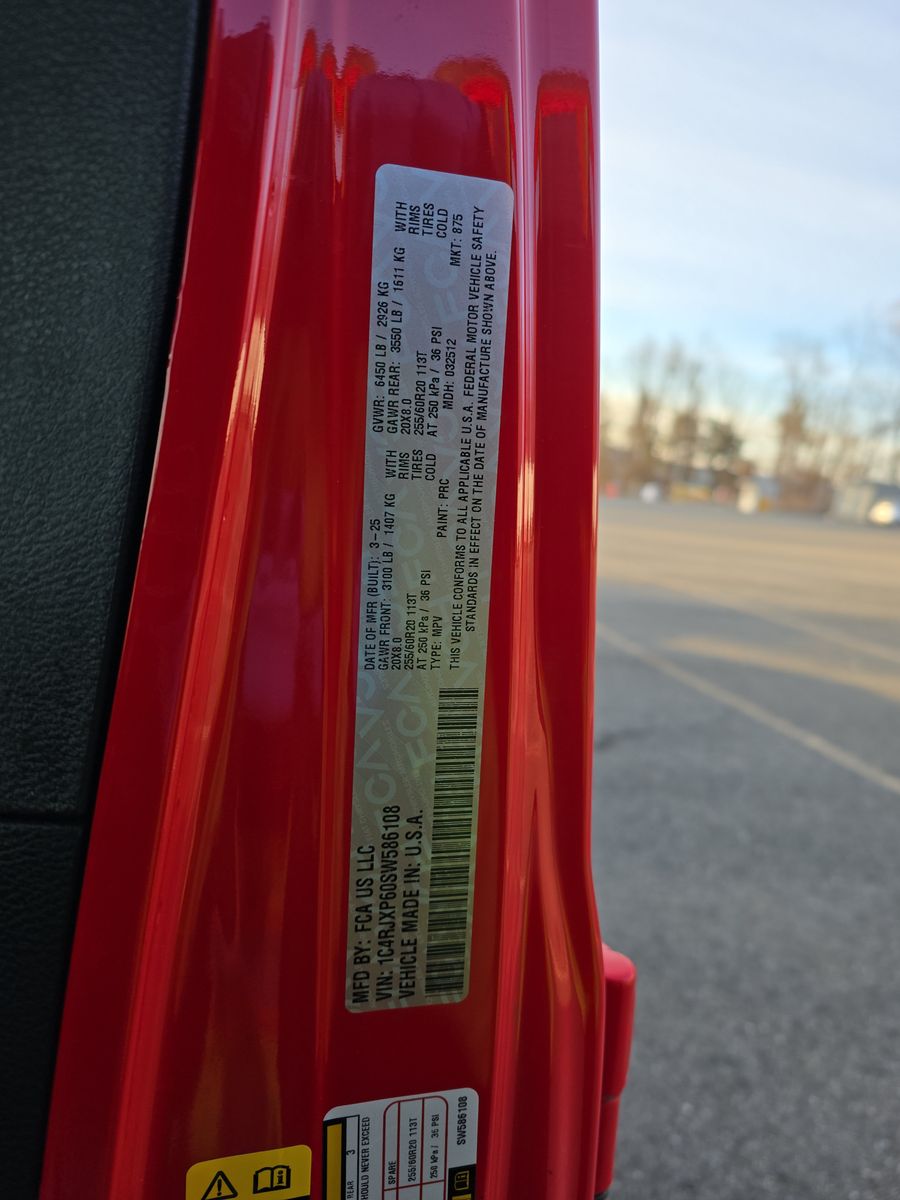 MFD BY: FCA US LLC
VIN: 1C4RJXP60SW586108
VEHICLE MADE IN: U.S.A.
DATE OF MFR (BUILT): 3-25
GVWR: 6450 LB / 2926 KG
GAWR FRONT: 3100 LB / 1407 KG WITH
GAWR REAR: 3550 LB / 1611 KG WITH
20X8.0 RIMS
20X8.0 RIMS
255/60R20 113T TIRES
255/60R20 113T TIRES
AT 250 kPa / 36 PSI COLD
AT 250 kPa / 36 PSI COLD
TYPE: MPV PAINT: PRC MDH: 032512 MKT: 875
THIS VEHICLE CONFORMS TO ALL APPLICABLE U.S.A. FEDERAL MOTOR VEHICLE SAFETY
STANDARDS IN EFFECT ON THE DATE OF MANUFACTURE SHOWN ABOVE.
REAR 3
SHOULD NEVER EXCEED
SPARE
255/60R20 113T
250 kPa / 36 PSI
SW586108